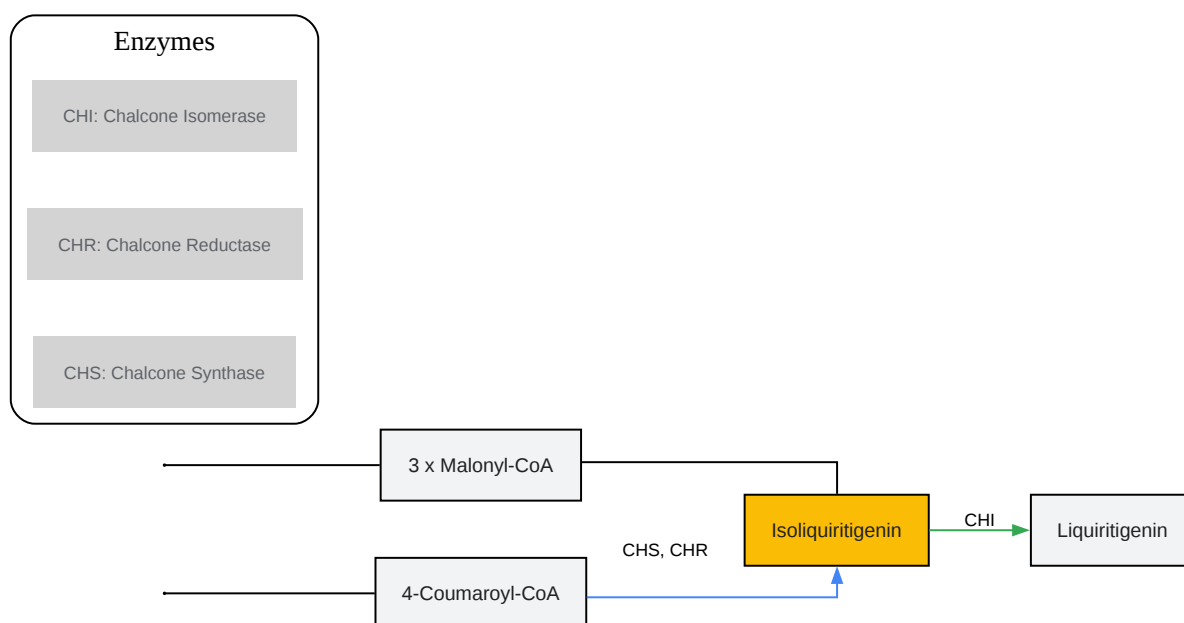 Enzymes
CHI: Chalcone Isomerase
CHR: Chalcone Reductase
CHS: Chalcone Synthase
3 x Malonyl-CoA
Isoliquiritigenin
CHI
Liquiritigenin
CHS, CHR
4-Coumaroyl-CoA